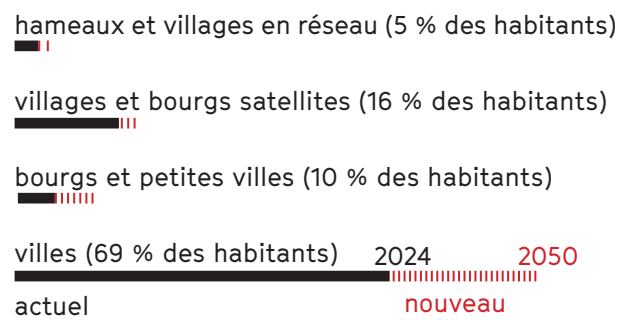 hameaux et villages en réseau (5 % des habitants)
villages et bourgs satellites (16 % des habitants)
bourgs et petites villes (10 % des habitants)
villes (69 % des habitants) 2024 2050
actuel nouveau